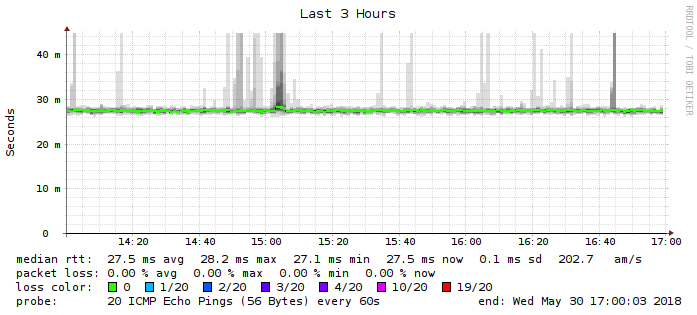 Last 3 Hours
RRDTOOL / TOBI OETIKER
Seconds
40 m
30 m
20 m
10 m
0
14:20 14:40 15:00 15:20 15:40 16:00 16:20 16:40 17:00
median rtt: 27.5 ms avg 28.2 ms max 27.1 ms min 27.5 ms now 0.1 ms sd 202.7 am/s
packet loss: 0.00 % avg 0.00 % max 0.00 % min 0.00 % now
loss color: 0 1/20 2/20 3/20 4/20 10/20 19/20
probe: 20 ICMP Echo Pings (56 Bytes) every 60s end: Wed May 30 17:00:03 2018